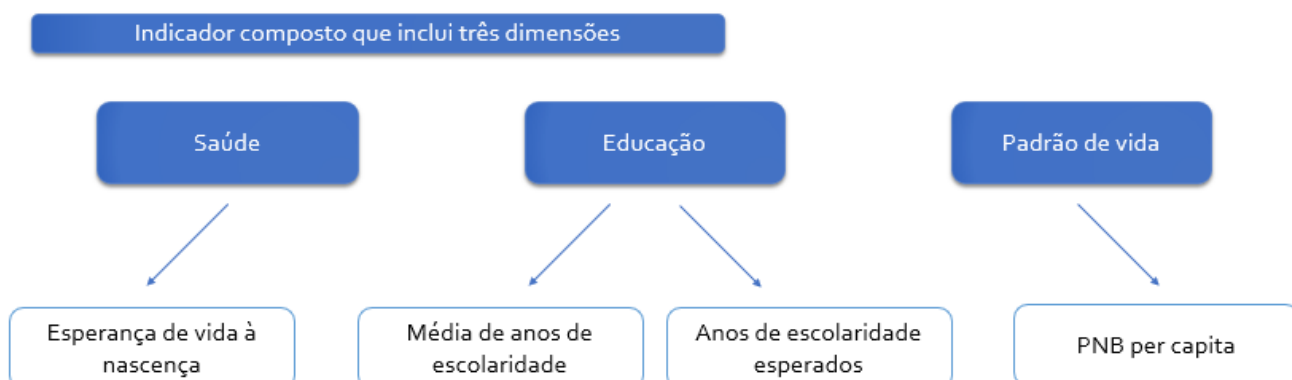 Indicador composto que inclui três dimensões
Saúde
Educação
Padrão de vida
Esperança de vida à
nascença
Média de anos de
escolaridade
Anos de escolaridade
esperados
PNB per capita